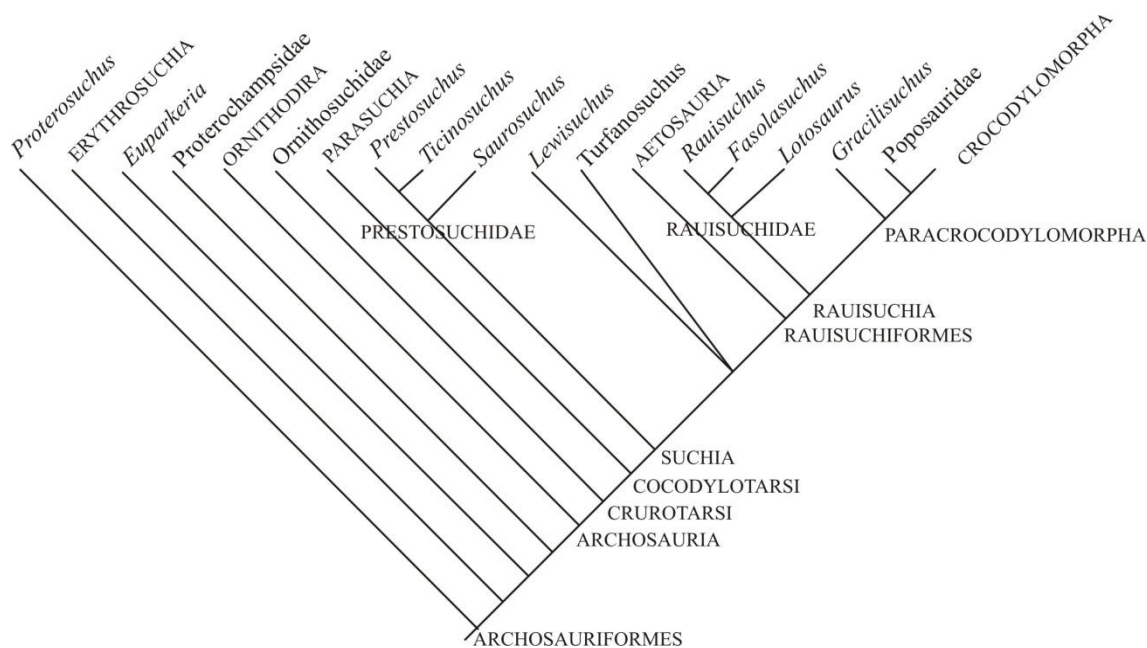 Proterosuchus
ERYTHROSUCHIA
Euparkeria
Proterochampsidae
ORNITHODIRA
Ornithosuchidae
PARASUCHIA
Prestosuchus
Ticinosuchus
Saurosuchus
Lewisuchus
Turfanosuchus
AETOSAURIA
Rauisuchus
Fasolasuchus
Lotosaurus
Gracilisuchus
Poposauridae
CROCODYLOMORPHA
PRESTOSUCHIDAE
RAUISUCHIDAE
PARACROCODYLOMORPHA
RAUISUCHIA
RAUISUCHIFORMES
SUCHIA
COCODYLOTARSI
CRUROTARSI
ARCHOSAURIA
ARCHOSAURIFORMES